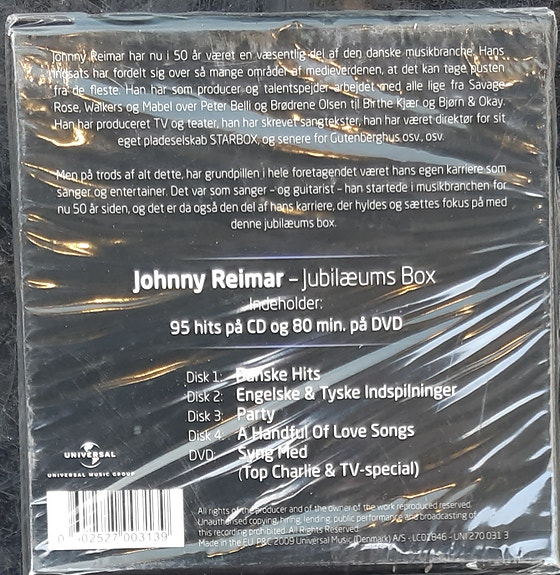 Johnny Reimar har nu i 50 år været en væsentlig del af den danske musikbranche. Hans
indsats har fordelt sig over så mange områder af medieverdenen, at det kan tage pusten
fra de fleste. Han har som producer og talentspejder arbejdet med alle lige fra Savage
Rose, Walkers og Mabel over Peter Belli og Brødrene Olsen til Birthe Kjær og Bjørn & Okay.
Han har produceret TV og teater, han har skrevet sangtekster, han har været direktør for sit
eget pladeselskab STARBOX, og senere for Gutenberghus osv., osv.
Men på trods af alt dette, har grundpillen i hele foretagendet været hans egen karriere som
sanger og entertainer. Det var som sanger - og guitarist - han startede i musikbranchen for
nu 50 år siden, og det er da også den del af hans karriere, der hyldes og sættes fokus på med
denne jubilæums box.
Johnny Reimar – Jubilæums Box
Indeholder:
95 hits på CD og 80 min. på DVD
Disk 1: Danske Hits
Disk 2: Engelske & Tyske Indspilninger
Disk 3: Party
Disk 4: A Handful Of Love Songs
DVD: Syng Med
(Top Charlie & TV-special)
UNIVERSAL
UNIVERSAL MUSIC GROUP
0 02527 003139
All rights of the producer and of the owner of the work reproduced reserved.
Unauthorised copying, hiring, lending, public performance and broadcasting of
this recording prohibited. All Rights Reserved.
Made in the EU. P&C 2009 Universal Music (Denmark) A/S - LC01846 - UNI 270 031 3